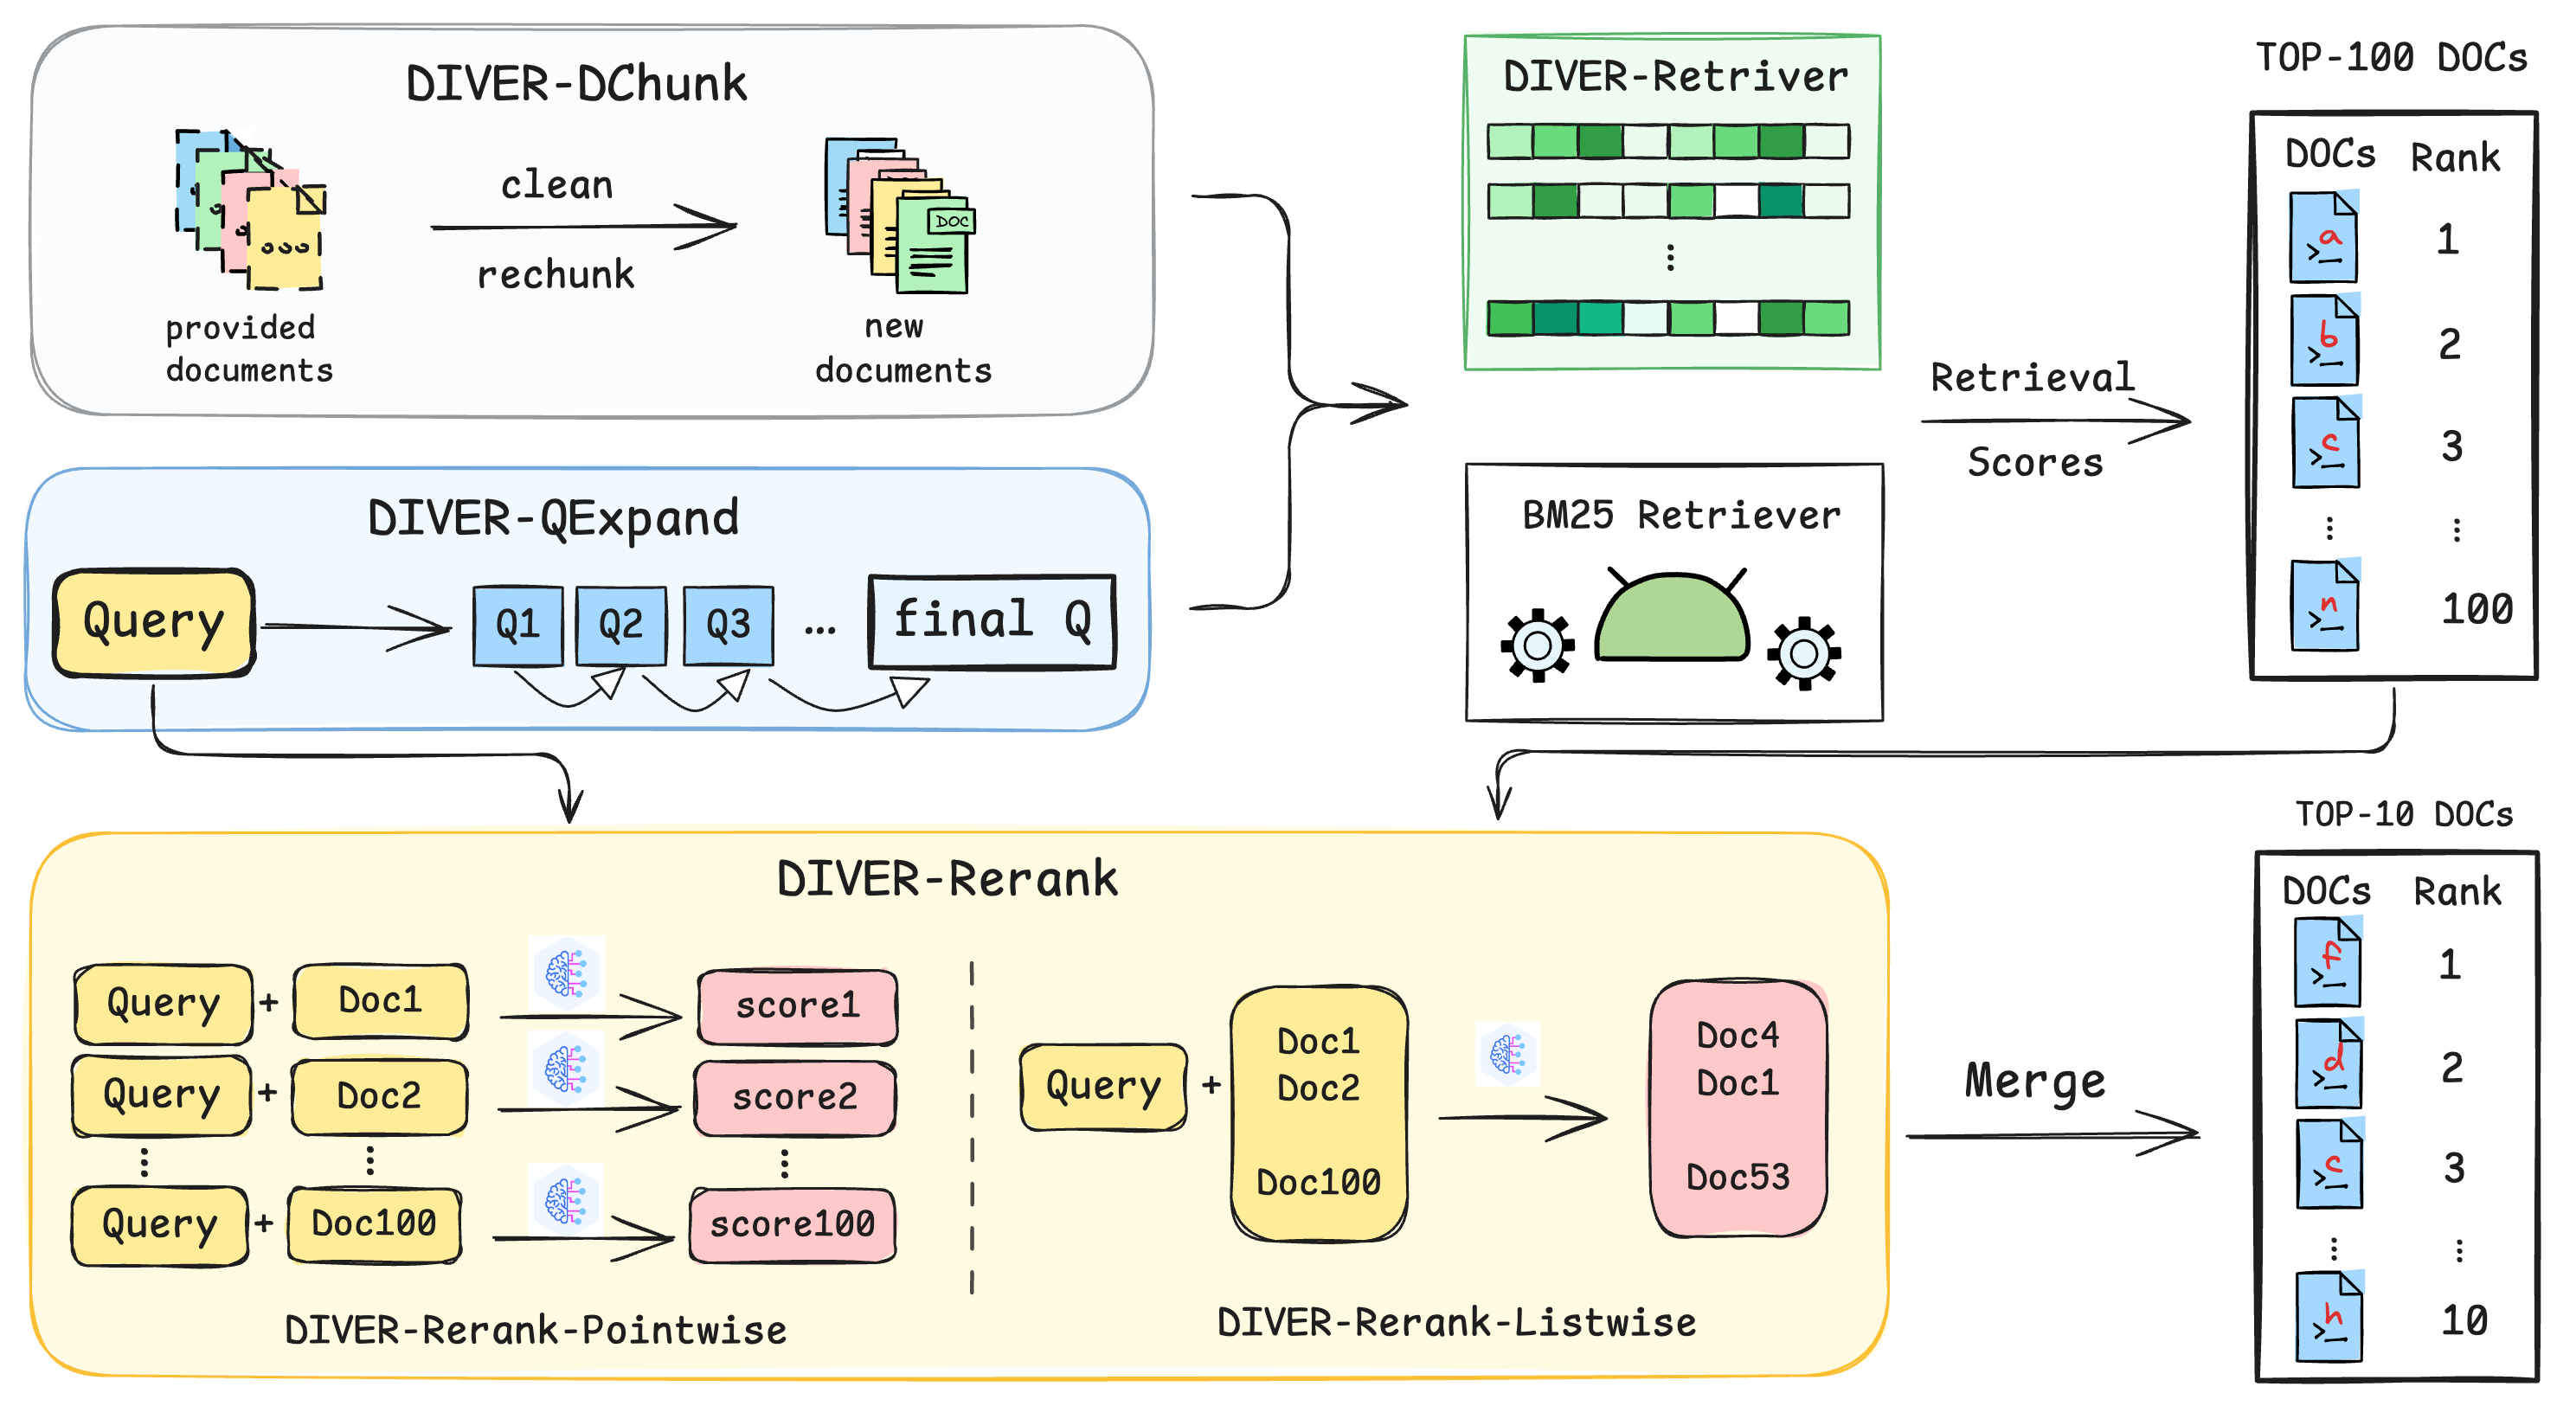 DIVER-DChunk
clean
rechunk
provided
documents
DOC
new
documents
DIVER-QExpand
Query
Q1
Q2
Q3
...
final Q
DIVER-Retriver
BM25 Retriever
Retrieval
Scores
TOP-100 DOCs
DOCs Rank
a 1
b 2
c 3
n 100
DIVER-Rerank
Query + Doc1 score1
Query + Doc2 score2
Query + Doc100 score100
DIVER-Rerank-Pointwise
Query +
Doc1
Doc2
Doc100
Doc4
Doc1
Doc53
DIVER-Rerank-Listwise
Merge
TOP-10 DOCs
DOCs Rank
f 1
d 2
c 3
h 10